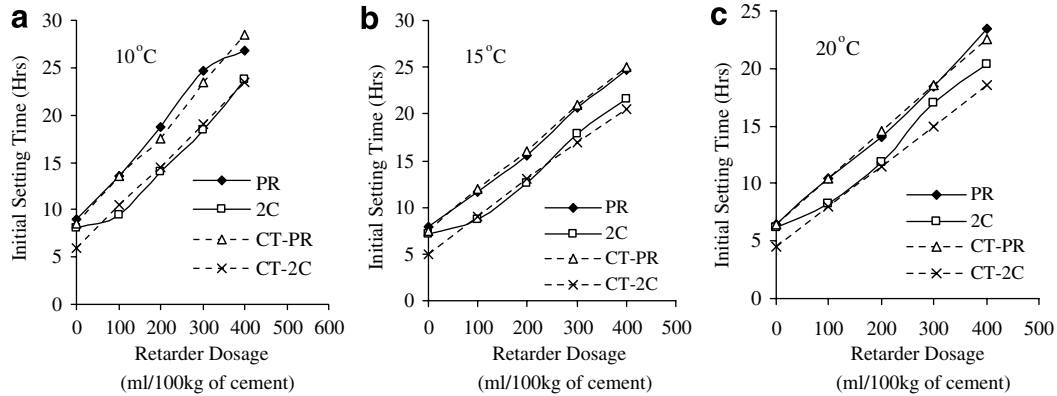 a
10°C
Initial Setting Time (Hrs)
30
25
20
15
10
5
0
PR
2C
CT-PR
CT-2C
0 100 200 300 400 500 600
Retarder Dosage
(ml/100kg of cement)
b
15°C
Initial Setting Time (Hrs)
30
25
20
15
10
5
0
PR
2C
CT-PR
CT-2C
0 100 200 300 400 500
Retarder Dosage
(ml/100kg of cement)
c
20°C
Initial Setting Time (Hrs)
25
20
15
10
5
0
PR
2C
CT-PR
CT-2C
0 100 200 300 400 500
Retarder Dosage
(ml/100kg of cement)